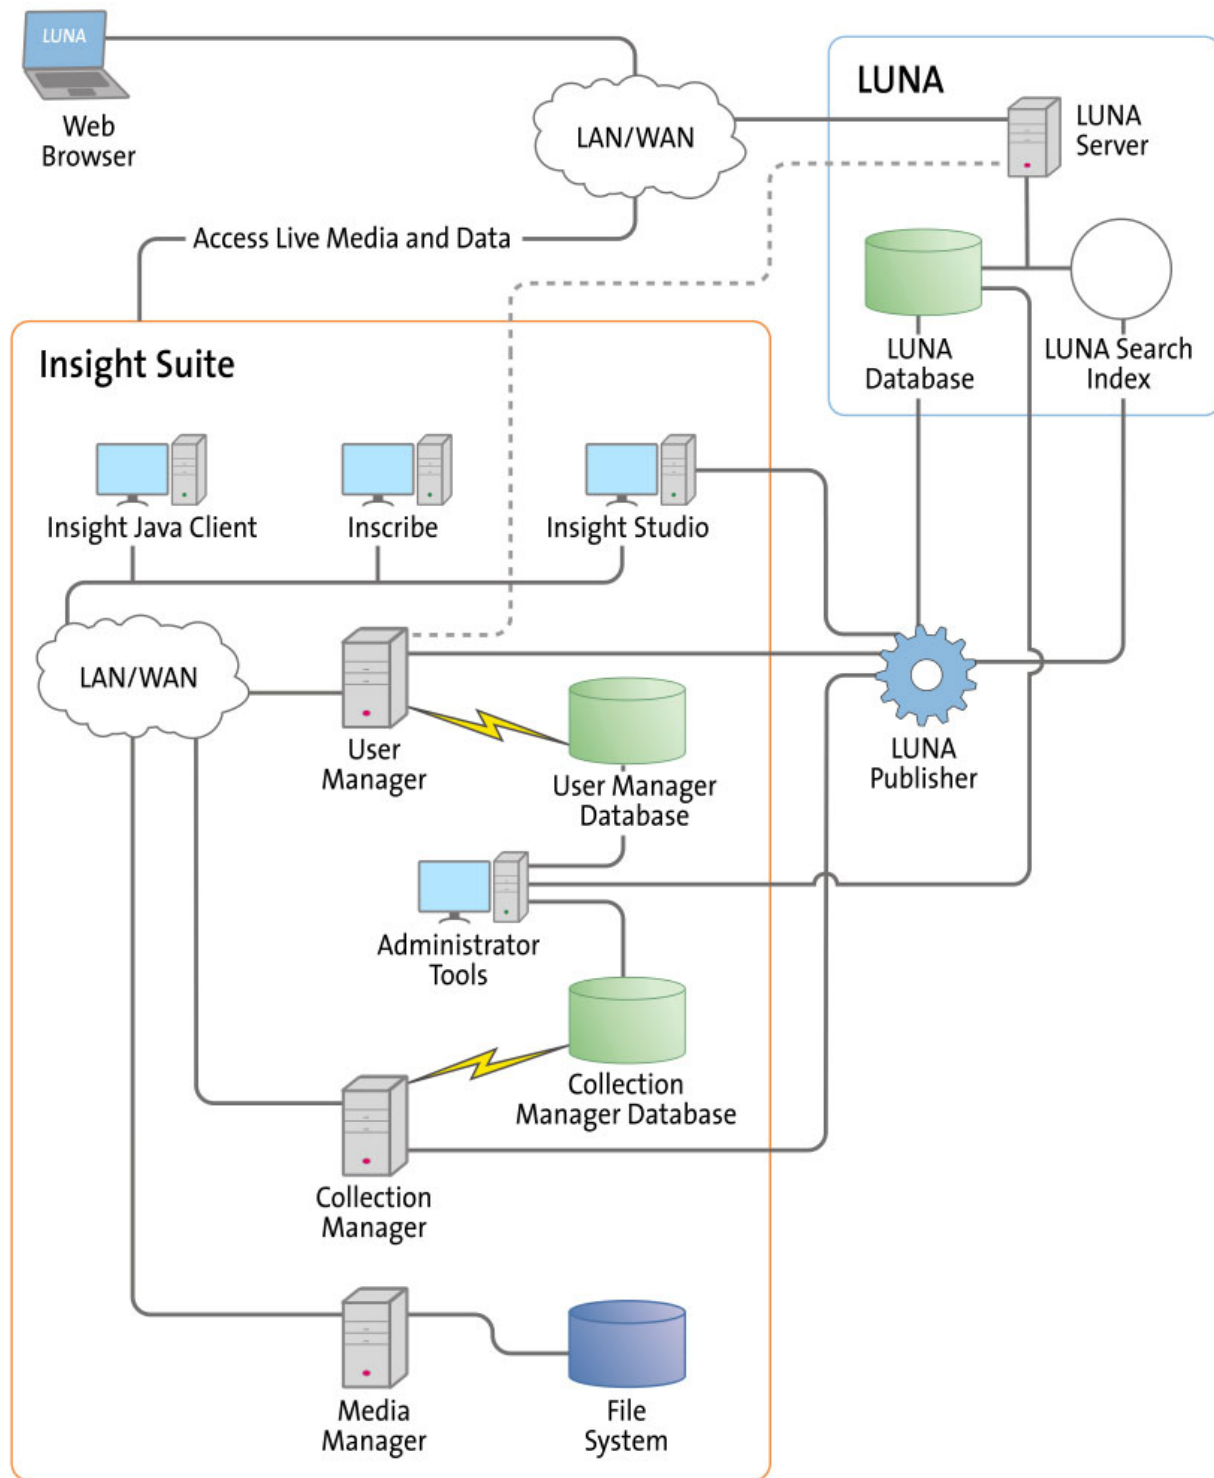 LUNA
Web
Browser
LAN/WAN
LUNA
LUNA
Server
Access Live Media and Data
LUNA
Database
LUNA Search
Index
Insight Suite
Insight Java Client
Inscribe
Insight Studio
LAN/WAN
User
Manager
User Manager
Database
LUNA
Publisher
Administrator
Tools
Collection
Manager Database
Collection
Manager
Media
Manager
File
System